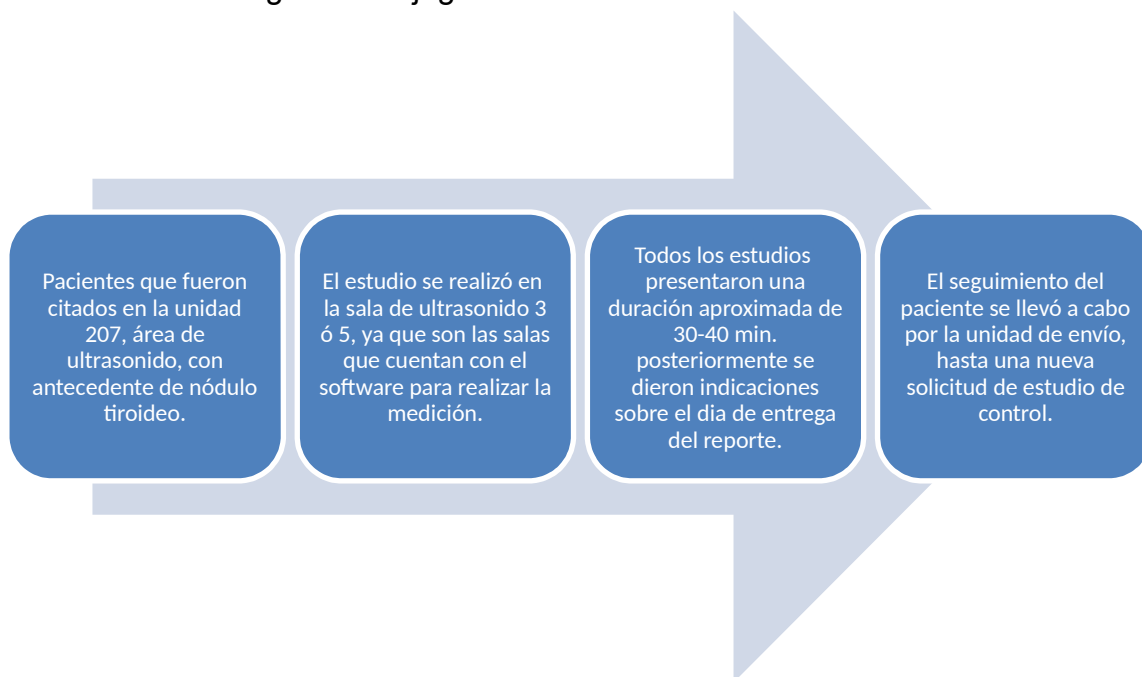 Pacientes que fueron
citados en la unidad
207, área de
ultrasonido, con
antecedente de nódulo
tiroideo.
El estudio se realizó en
la sala de ultrasonido 3
ó 5, ya que son las salas
que cuentan con el
software para realizar la
medición.
Todos los estudios
presentaron una
duración aproximada de
30-40 min.
posteriormente se
dieron indicaciones
sobre el dia de entrega
del reporte.
El seguimiento del
paciente se llevó a cabo
por la unidad de envío,
hasta una nueva
solicitud de estudio de
control.